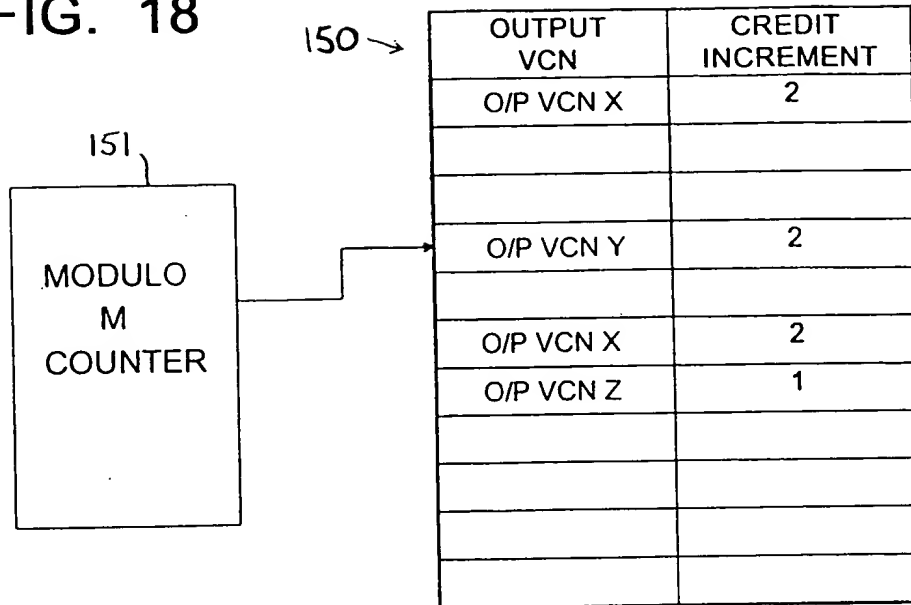 FIG. 18
150
OUTPUT VCN
CREDIT INCREMENT
O/P VCN X 2
151
O/P VCN Y 2
MODULO
M
COUNTER
O/P VCN X 2
O/P VCN Z 1